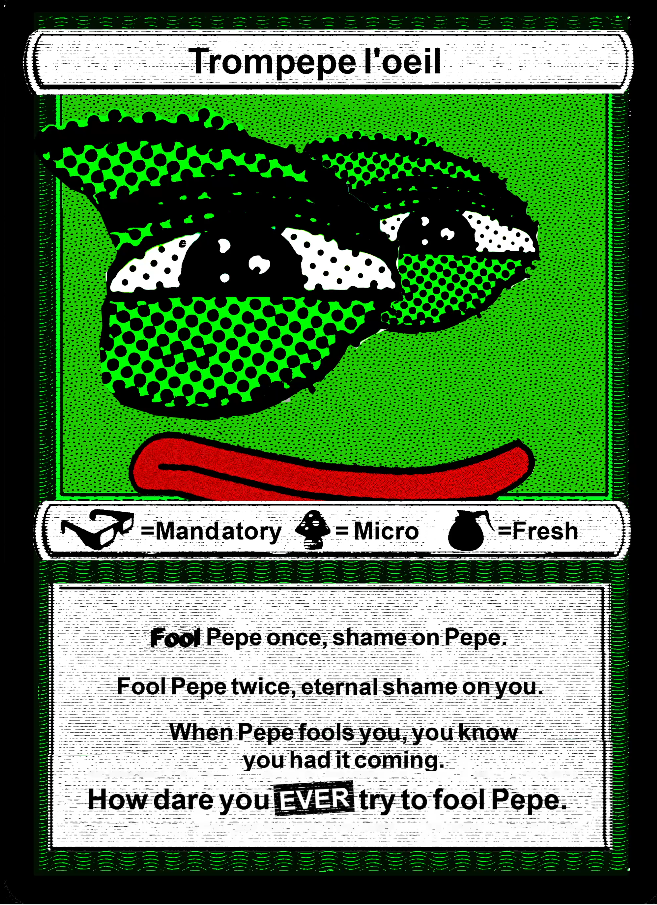 Trompepe l'oeil
=Mandatory = Micro =Fresh
Fool Pepe once, shame on Pepe.
Fool Pepe twice, eternal shame on you.
When Pepe fools you, you know
you had it coming.
How dare you EVER try to fool Pepe.